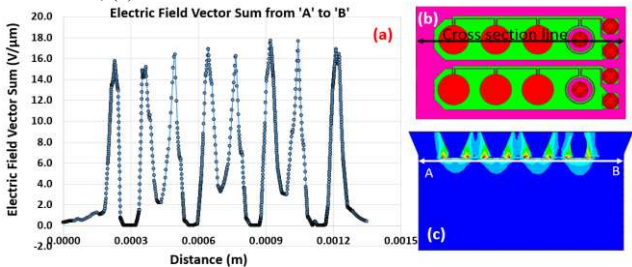 Electric Field Vector Sum from 'A' to 'B'
(a)
Electric Field Vector Sum (V/µm)
18.0
16.0
14.0
12.0
10.0
8.0
6.0
4.0
2.0
0.0
-2.0
0.0000
0.0003
0.0006
0.0009
0.0012
0.0015
Distance (m)
(b)
Cross section line
A
B
(c)